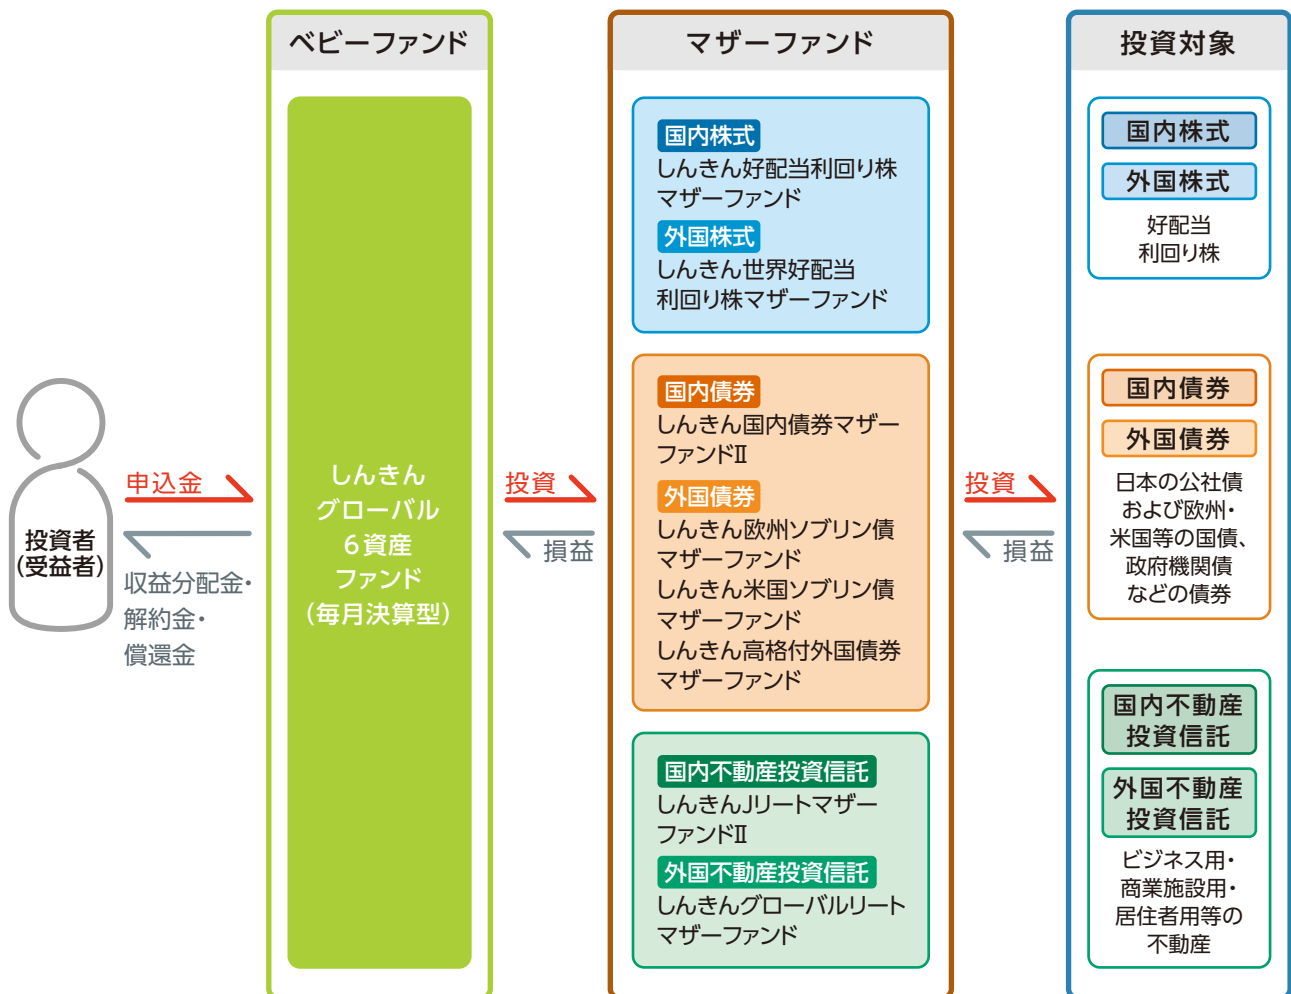 ベビーファンド
マザーファンド
投資対象
投資者
(受益者)
申込金
収益分配金・
解約金・
償還金
しんきん
グローバル
6資産
ファンド
(毎月決算型)
投資
損益
国内株式
しんきん好配当利回り株
マザーファンド
外国株式
しんきん世界好配当
利回り株マザーファンド
国内債券
しんきん国内債券マザー
ファンドⅡ
外国債券
しんきん欧州ソブリン債
マザーファンド
しんきん米国ソブリン債
マザーファンド
しんきん高格付外国債券
マザーファンド
国内不動産投資信託
しんきんJリートマザー
ファンドⅡ
外国不動産投資信託
しんきんグローバルリート
マザーファンド
投資
損益
国内株式
外国株式
好配当
利回り株
国内債券
外国債券
日本の公社債
および欧州・
米国等の国債、
政府機関債
などの債券
国内不動産
投資信託
外国不動産
投資信託
ビジネス用・
商業施設用・
居住者用等の
不動産